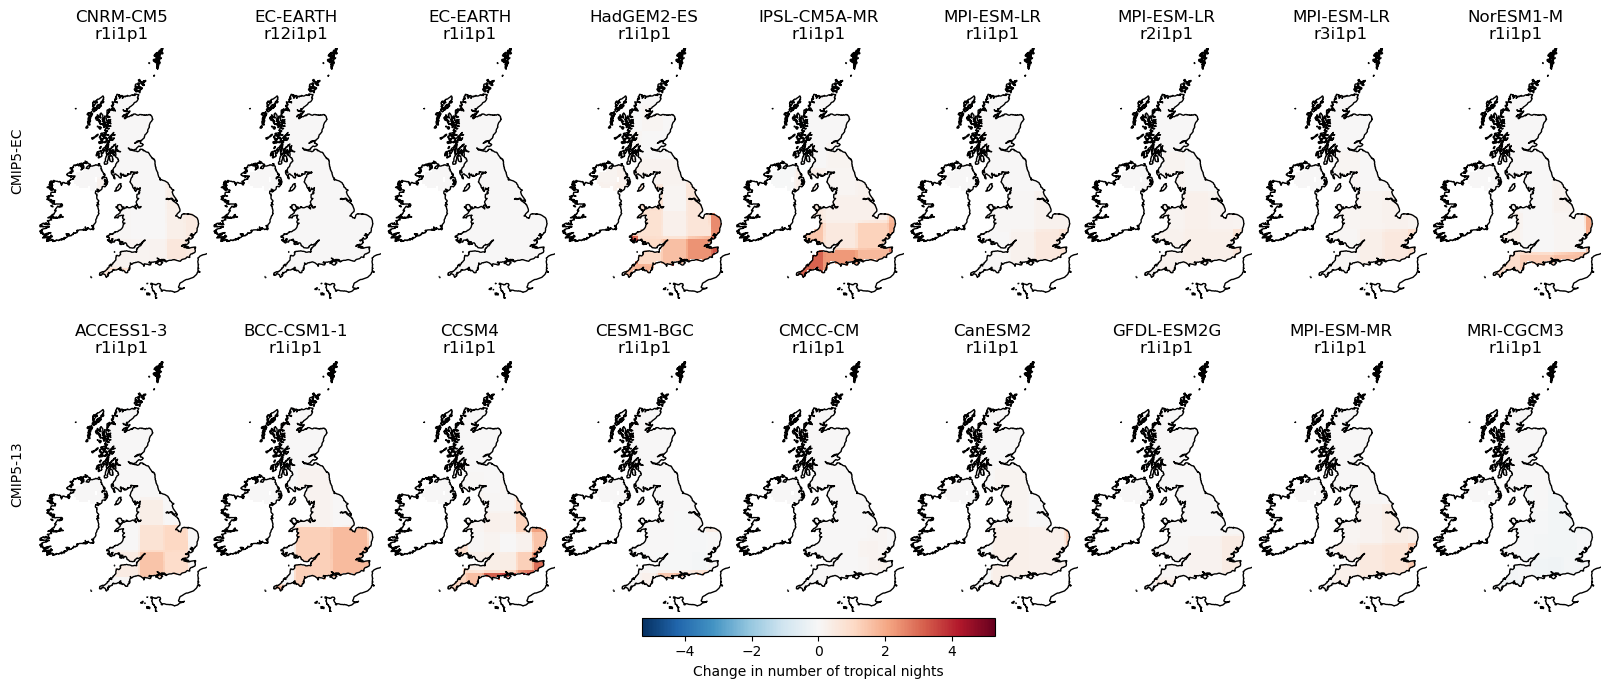 CNRM-CM5 EC-EARTH EC-EARTH HadGEM2-ES IPSL-CM5A-MR MPI-ESM-LR MPI-ESM-LR MPI-ESM-LR NorESM1-M
r1i1p1 r12i1p1 r1i1p1 r1i1p1 r1i1p1 r1i1p1 r2i1p1 r3i1p1 r1i1p1
CMIP5-EC
ACCESS1-3 BCC-CSM1-1 CCSM4 CESM1-BGC CMCC-CM CanESM2 GFDL-ESM2G MPI-ESM-MR MRI-CGCM3
r1i1p1 r1i1p1 r1i1p1 r1i1p1 r1i1p1 r1i1p1 r1i1p1 r1i1p1 r1i1p1
CMIP5-13
−4 −2 0 2 4
Change in number of tropical nights